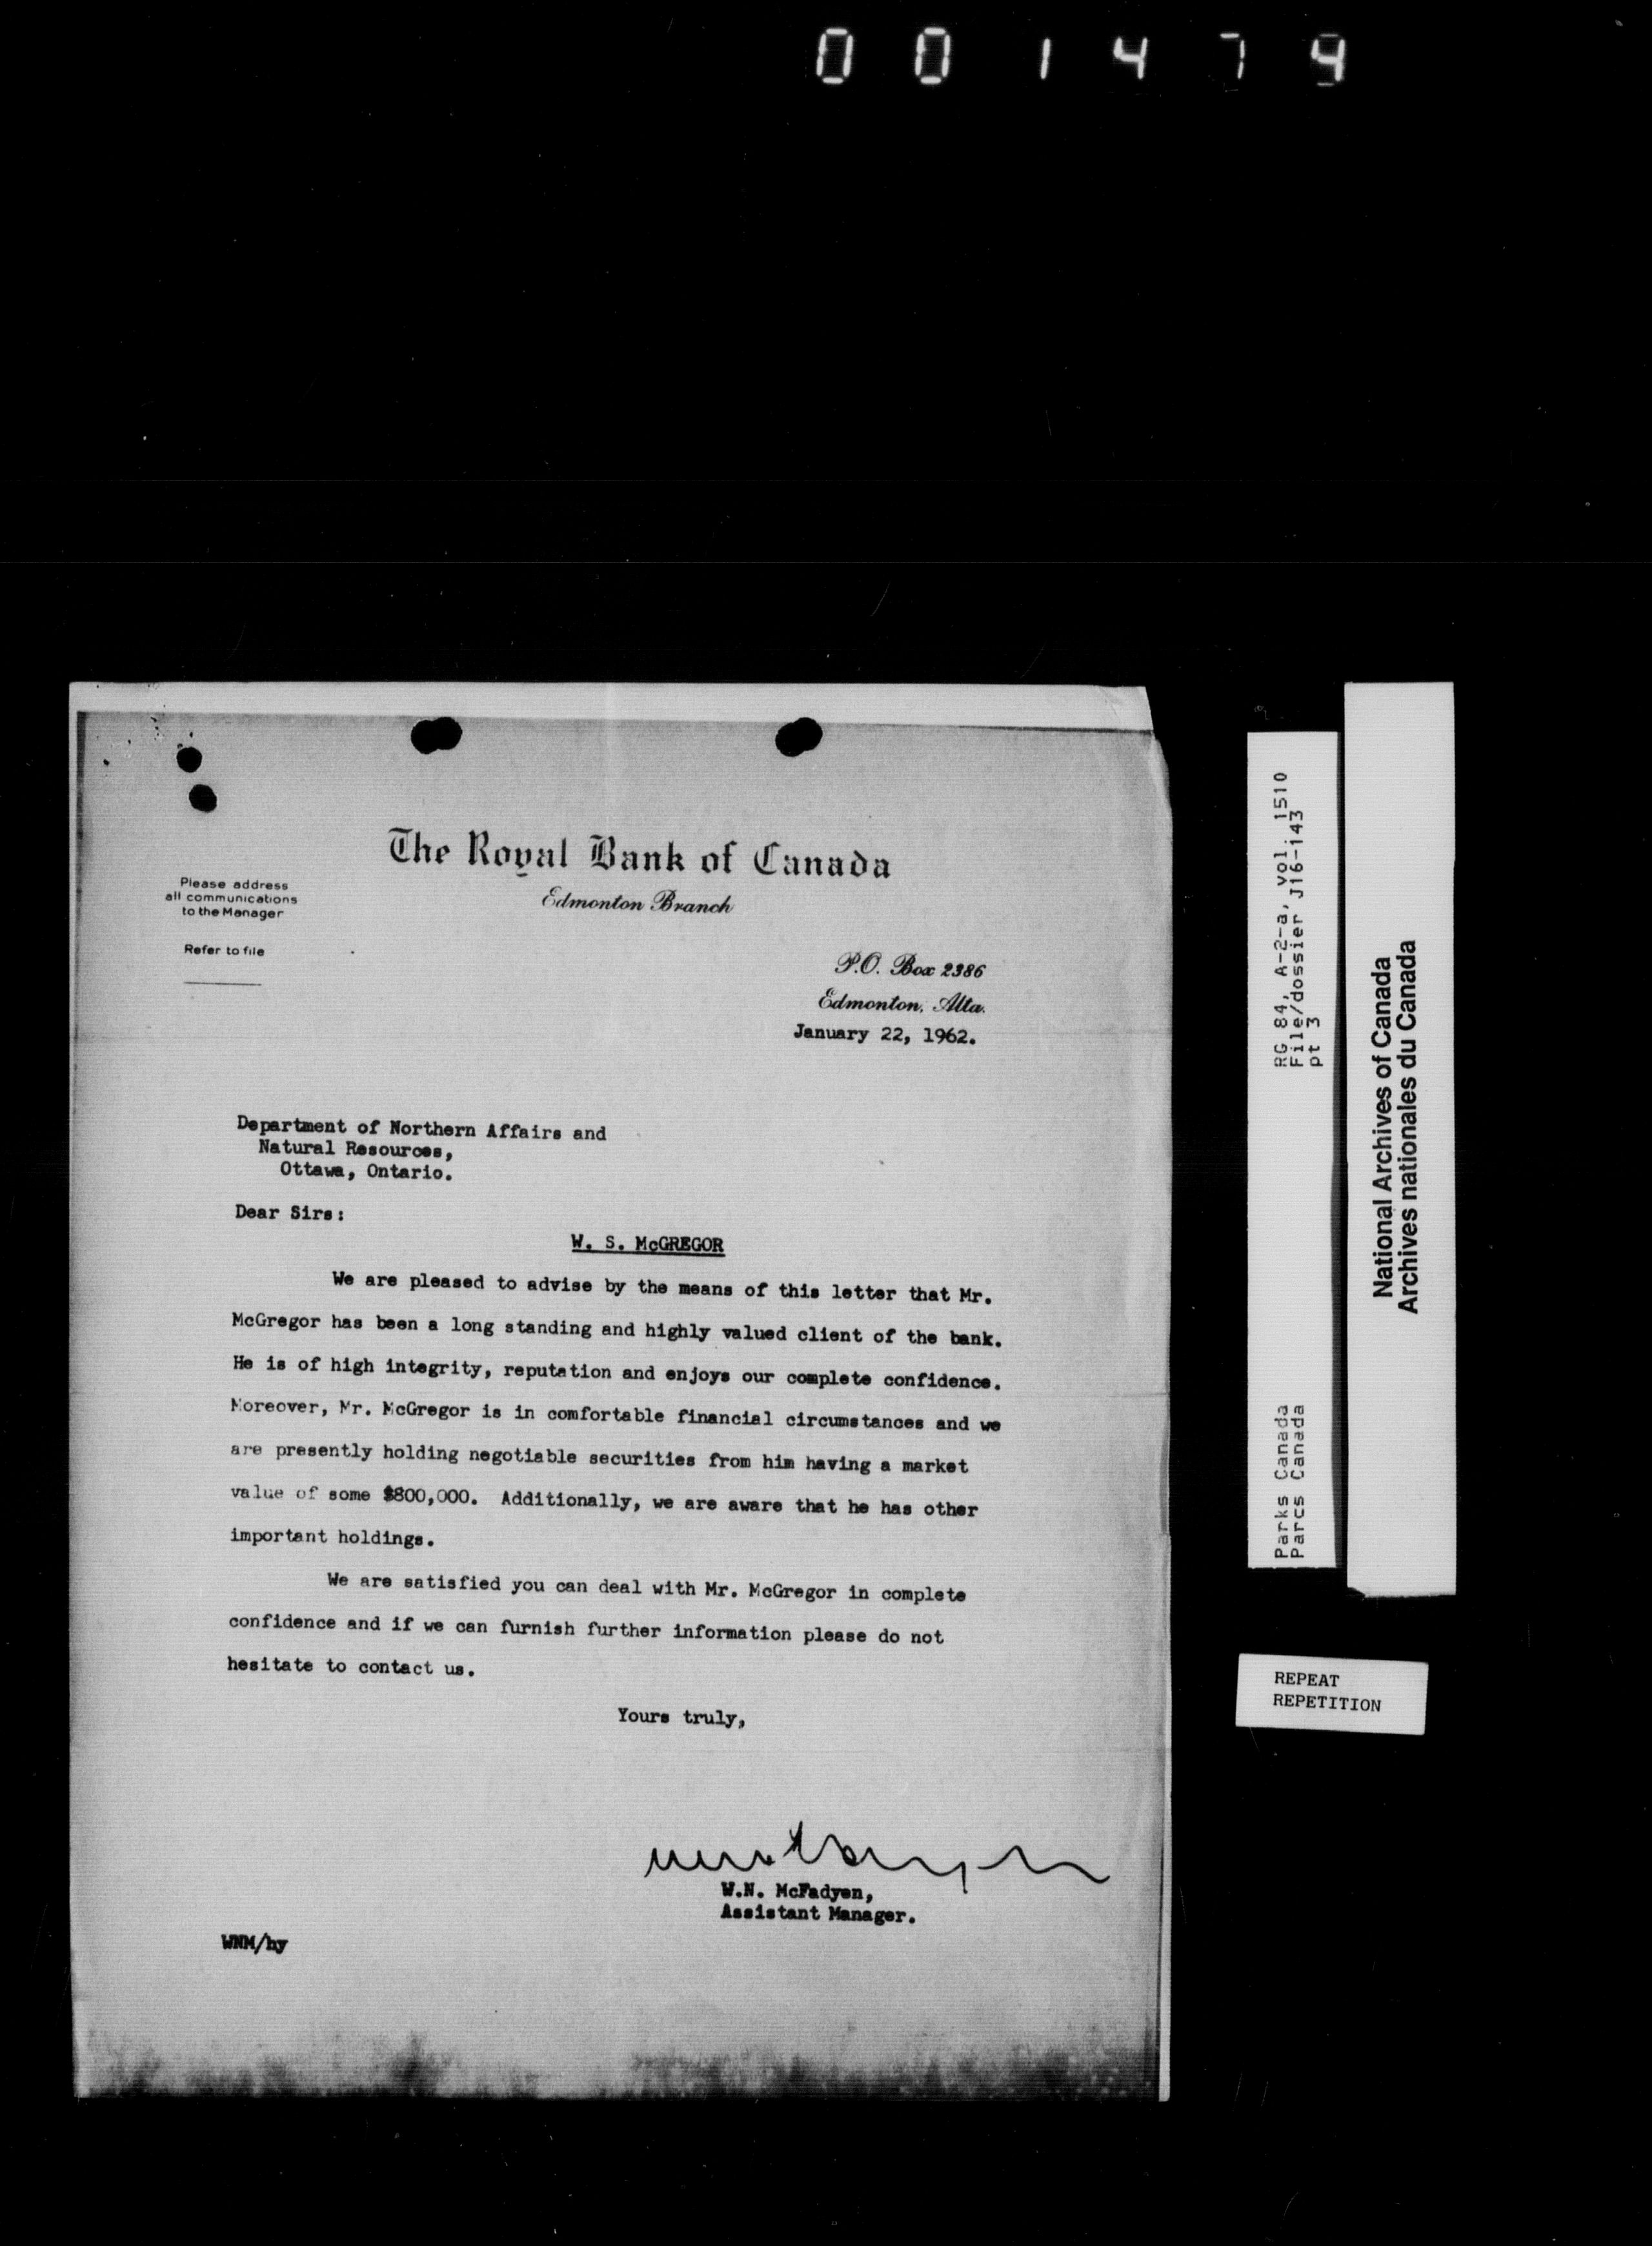 001479
The Royal Bank of Canada
Edmonton Branch
Please address
all communications
to the Manager
Refer to file
P.O. Box 2386
Edmonton, Alta.
January 22, 1962.
Department of Northern Affairs and
Natural Resources,
Ottawa, Ontario.
Dear Sirs:
W. S. McGREGOR
We are pleased to advise by the means of this letter that Mr.
McGregor has been a long standing and highly valued client of the bank.
He is of high integrity, reputation and enjoys our complete confidence.
Moreover, Mr. McGregor is in comfortable financial circumstances and we
are presently holding negotiable securities from him having a market
value of some $800,000. Additionally, we are aware that he has other
important holdings.
We are satisfied you can deal with Mr. McGregor in complete
confidence and if we can furnish further information please do not
hesitate to contact us.
Yours truly,
W.N. McFadyen,
Assistant Manager.
WNM/hy
RG 84, A-2-a, vol. 1510
File/dossier J16-143
pt 3
Parks Canada
Parcs Canada
National Archives of Canada
Archives nationales du Canada
REPEAT
REPETITION